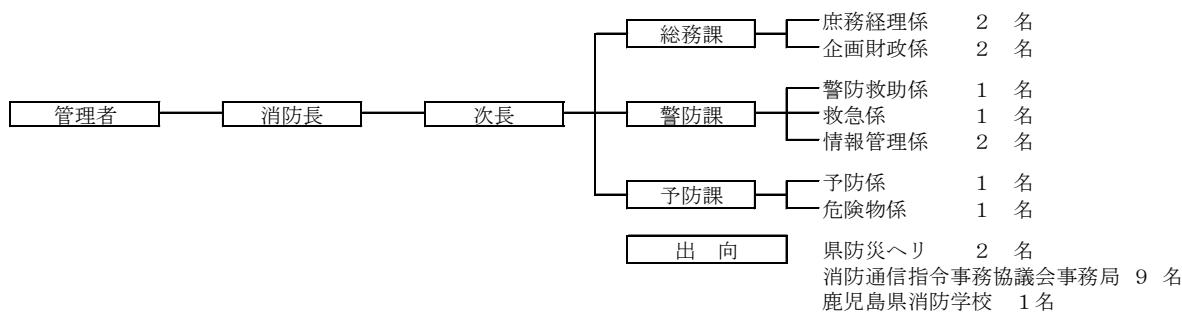 庶務経理係 2 名
総務課
企画財政係 2 名
警防救助係 1 名
管理者 消防長 次長 警防課 救急係 1 名
情報管理係 2 名
予防係 1 名
予防課
危険物係 1 名
出 向 県防災ヘリ 2 名
消防通信指令事務協議会事務局 9 名
鹿児島県消防学校 1名